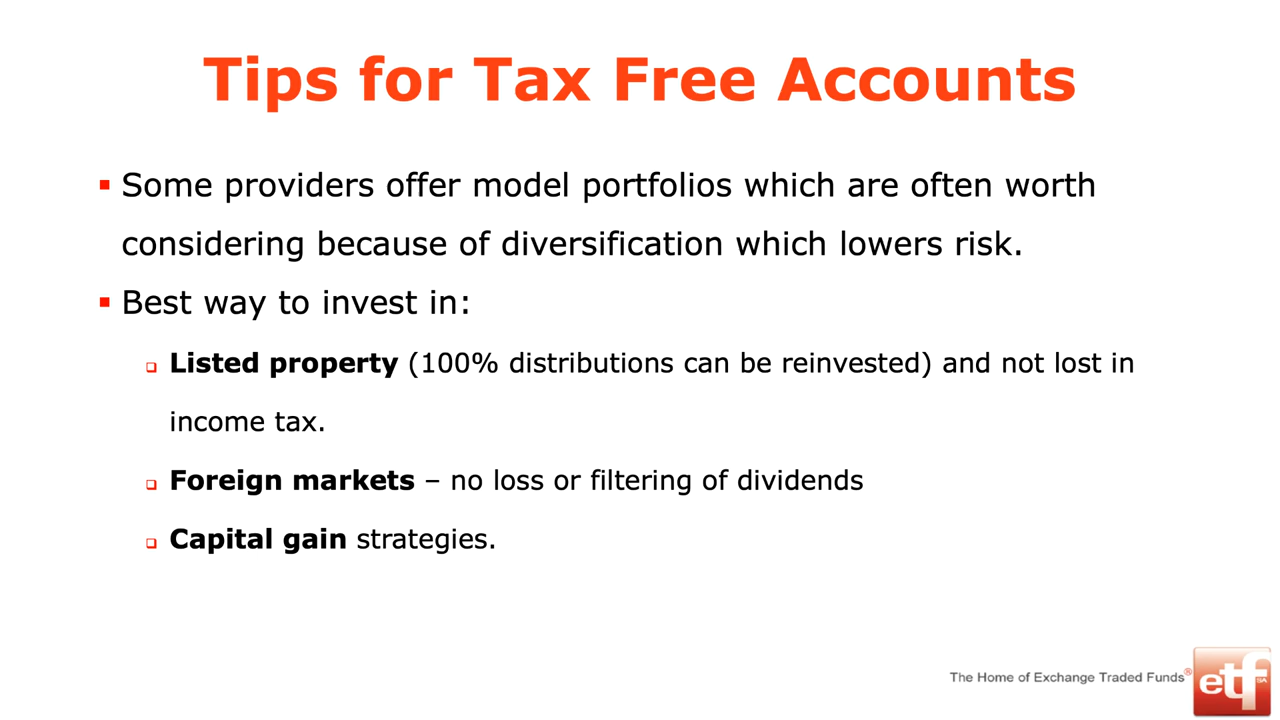 Tips for Tax Free Accounts
Some providers offer model portfolios which are often worth
considering because of diversification which lowers risk.
Best way to invest in:
Listed property (100% distributions can be reinvested) and not lost in
income tax.
Foreign markets – no loss or filtering of dividends
Capital gain strategies.
The Home of Exchange Traded Funds®
etfSA